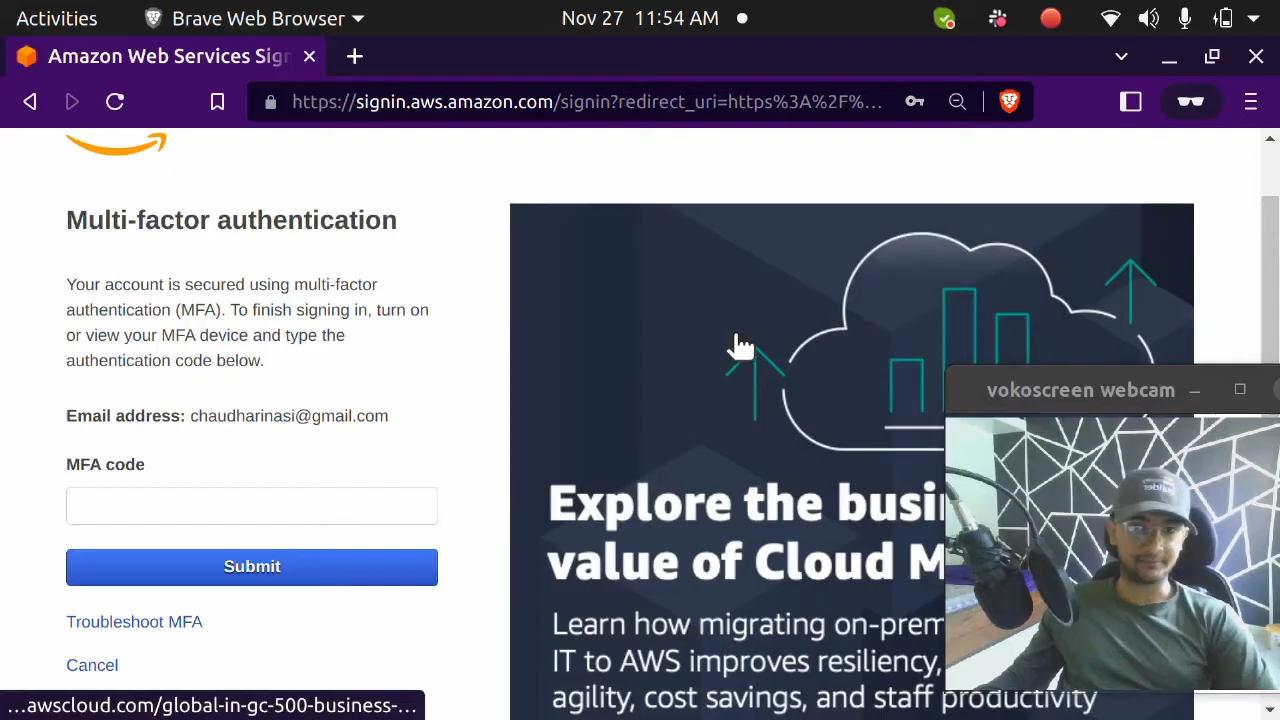 Activities
Brave Web Browser
Nov 27 11:54 AM
Amazon Web Services Sig
https://signin.aws.amazon.com/signin?redirect_uri=https%3A%2F%...
Multi-factor authentication
Your account is secured using multi-factor
authentication (MFA). To finish signing in, turn on
or view your MFA device and type the
authentication code below.
Email address: chaudharinasi@gmail.com
MFA code
Submit
Troubleshoot MFA
Cancel
...awscloud.com/global-in-gc-500-business-...
Explore the busi
value of Cloud M
Learn how migrating on-prem
IT to AWS improves resiliency,
agility, cost savings, and staff productivity
vokoscreen webcam